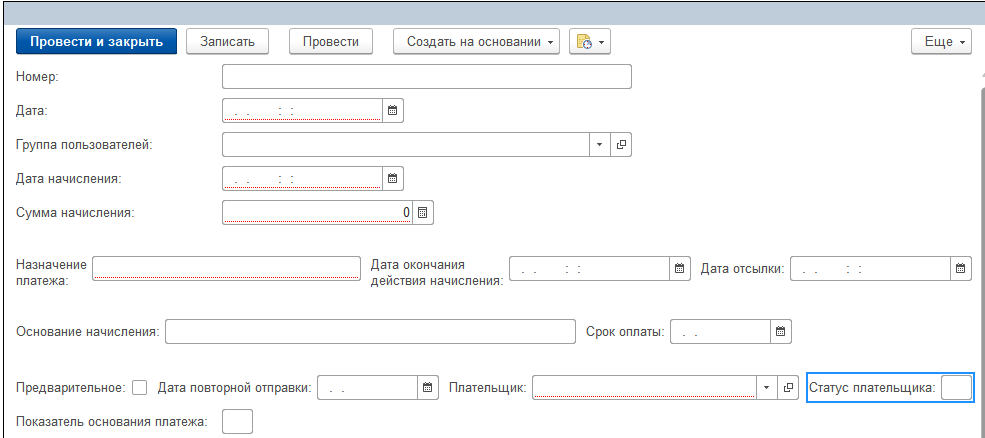 Провести и закрыть Записать Провести Создать на основании Еще
Номер:
Дата: . . : :
Группа пользователей:
Дата начисления: . . : :
Сумма начисления: 0
Назначение платежа: Дата окончания действия начисления: . . : : Дата отсылки: . . : :
Основание начисления: Срок оплаты: . .
Предварительное: Дата повторной отправки: . . Плательщик: Статус плательщика:
Показатель основания платежа: